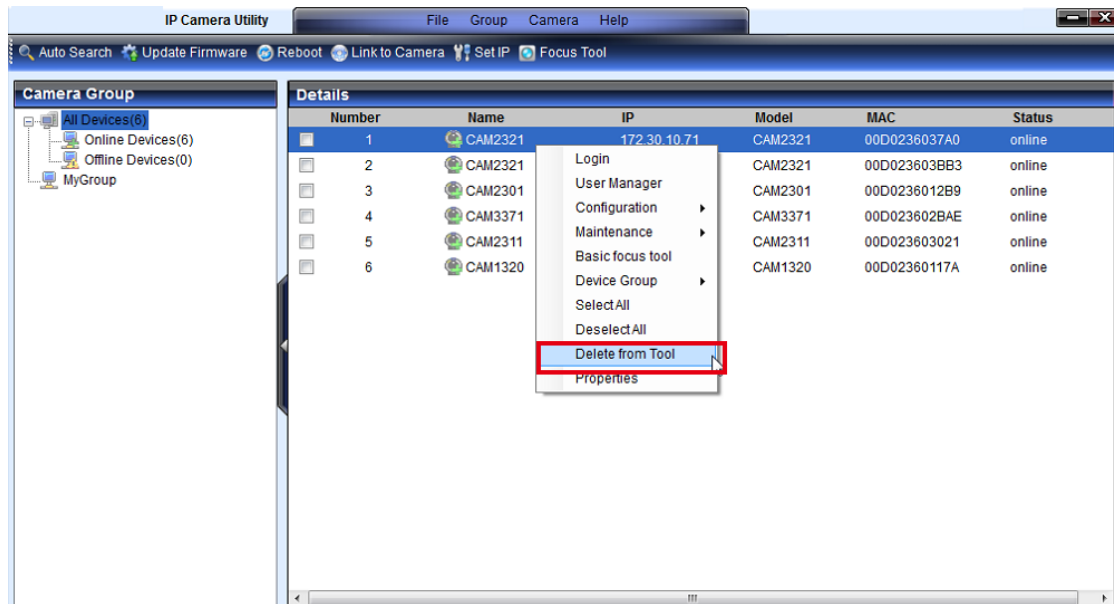 IP Camera Utility File Group Camera Help
Auto Search Update Firmware Reboot Link to Camera Set IP Focus Tool
Camera Group
All Devices(6)
Online Devices(6)
Offline Devices(0)
MyGroup
Details
Number Name IP Model MAC Status
1 CAM2321 172.30.10.71 CAM2321 00D0236037A0 online
2 CAM2321 CAM2321 00D023603BB3 online
3 CAM2301 CAM2301 00D0236012B9 online
4 CAM3371 CAM3371 00D023602BAE online
5 CAM2311 CAM2311 00D023603021 online
6 CAM1320 CAM1320 00D02360117A online
Login
User Manager
Configuration
Maintenance
Basic focus tool
Device Group
Select All
Deselect All
Delete from Tool
Properties